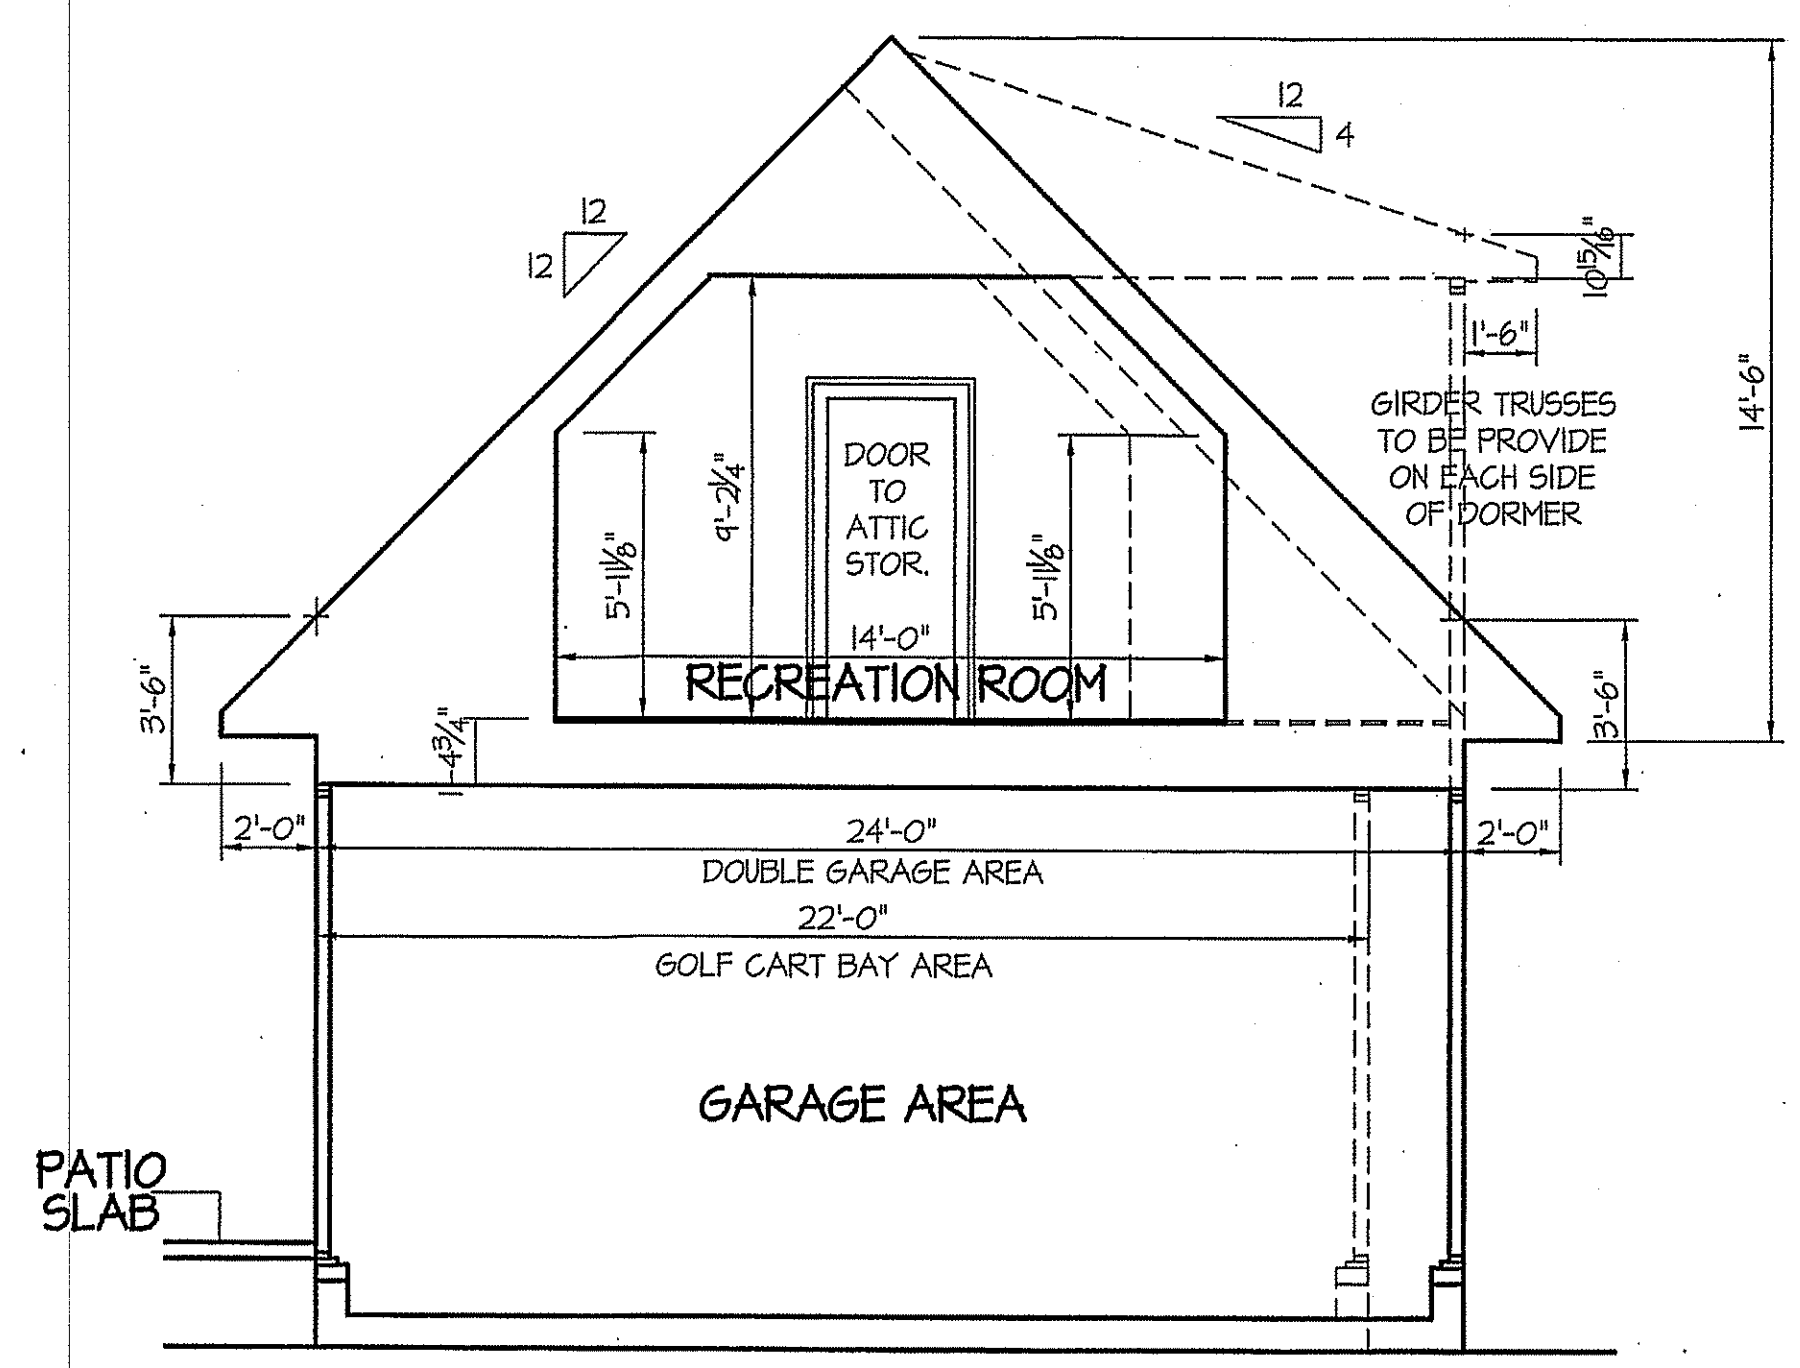 12
4
12
12
10 15/16"
1'-6"
14'-6"
GIRDER TRUSSES
TO BE PROVIDE
ON EACH SIDE
OF DORMER
DOOR
TO
ATTIC
STOR.
9'-2 1/4"
5'-1 1/8"
5'-1 1/8"
14'-0"
RECREATION ROOM
3'-6"
1'-4 3/4"
3'-6"
2'-0"
24'-0"
2'-0"
DOUBLE GARAGE AREA
22'-0"
GOLF CART BAY AREA
GARAGE AREA
PATIO
SLAB